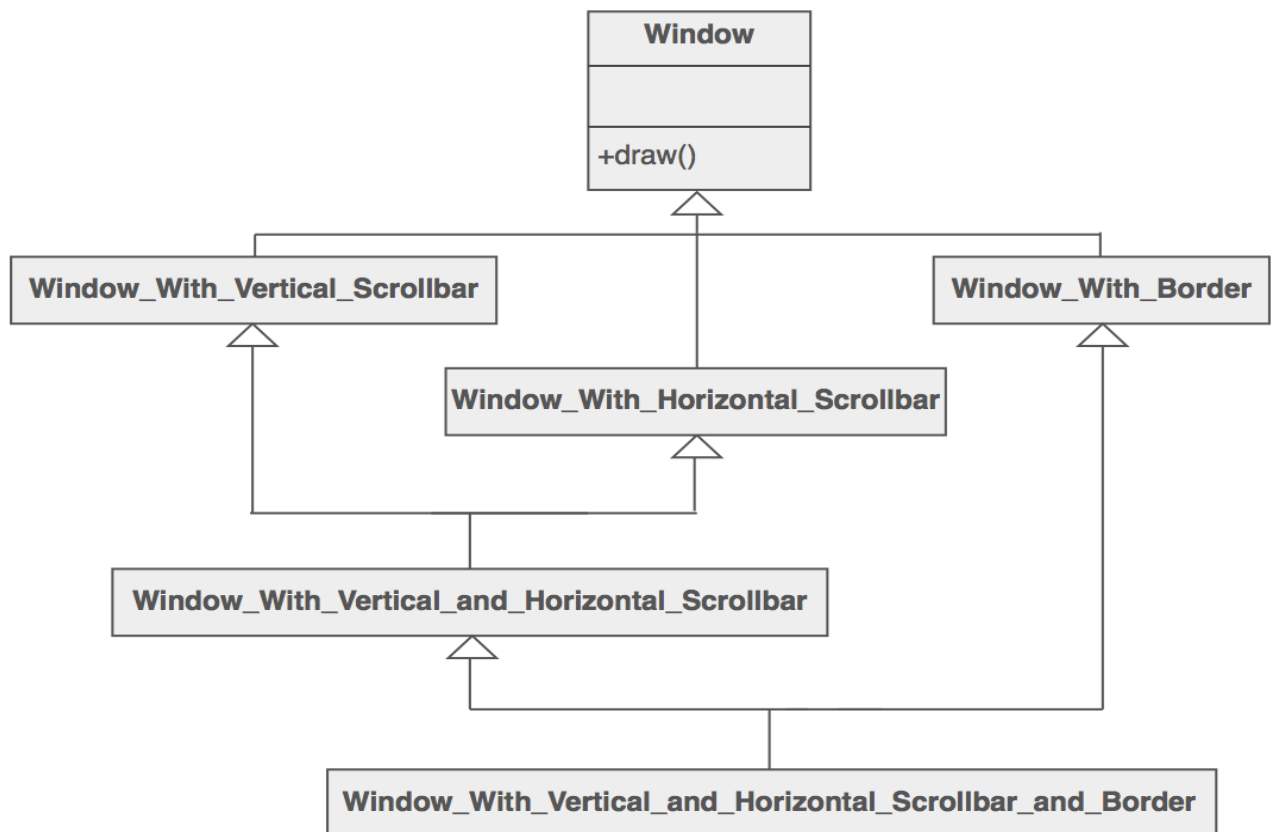 Window
+draw()
Window_With_Vertical_Scrollbar
Window_With_Border
Window_With_Horizontal_Scrollbar
Window_With_Vertical_and_Horizontal_Scrollbar
Window_With_Vertical_and_Horizontal_Scrollbar_and_Border